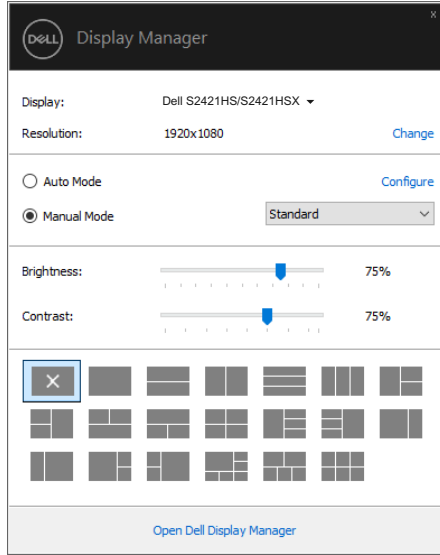 x
DELL Display Manager
Display: Dell S2421HS/S2421HSX
Resolution: 1920x1080 Change
Auto Mode Configure
Manual Mode Standard
Brightness: 75%
Contrast: 75%
Open Dell Display Manager